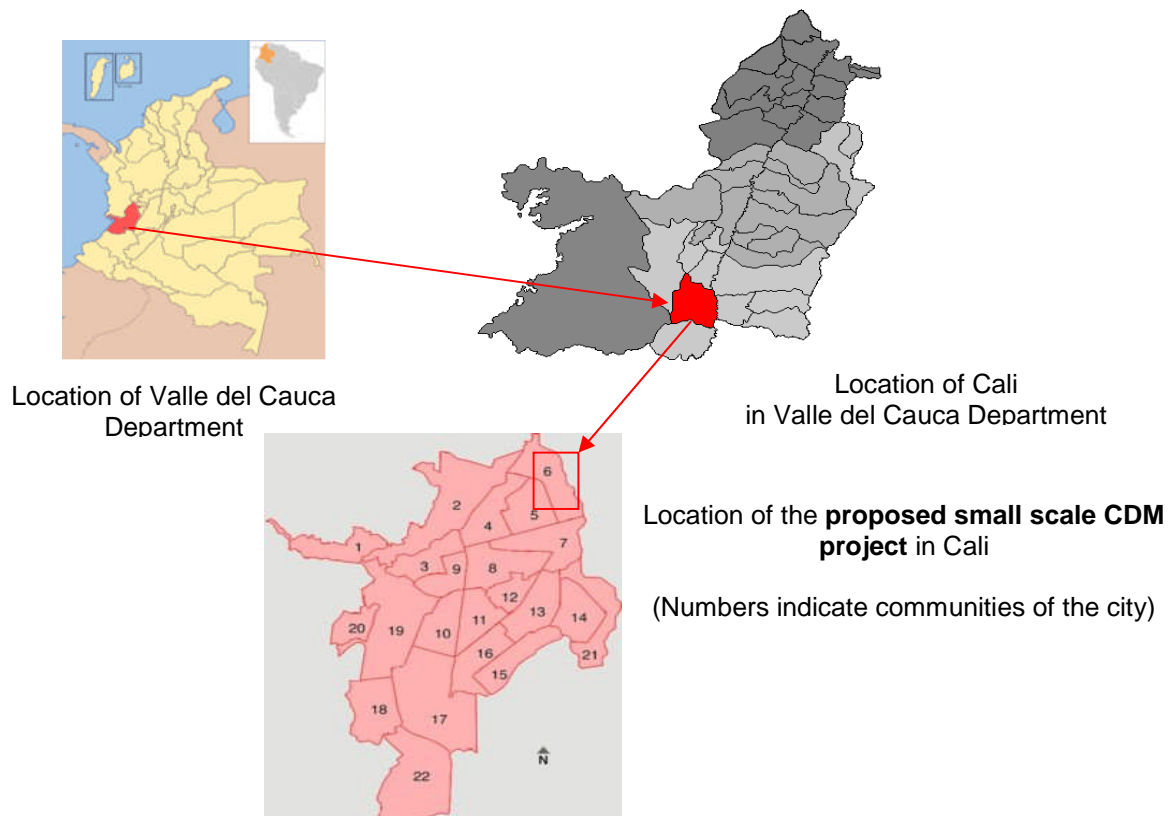 Location of Valle del Cauca
Department
Location of Cali
in Valle del Cauca Department
Location of the proposed small scale CDM
project in Cali
(Numbers indicate communities of the city)
6
2
5
4
7
1
3
9
8
12
13
14
20
19
10
11
16
21
15
18
17
N
22